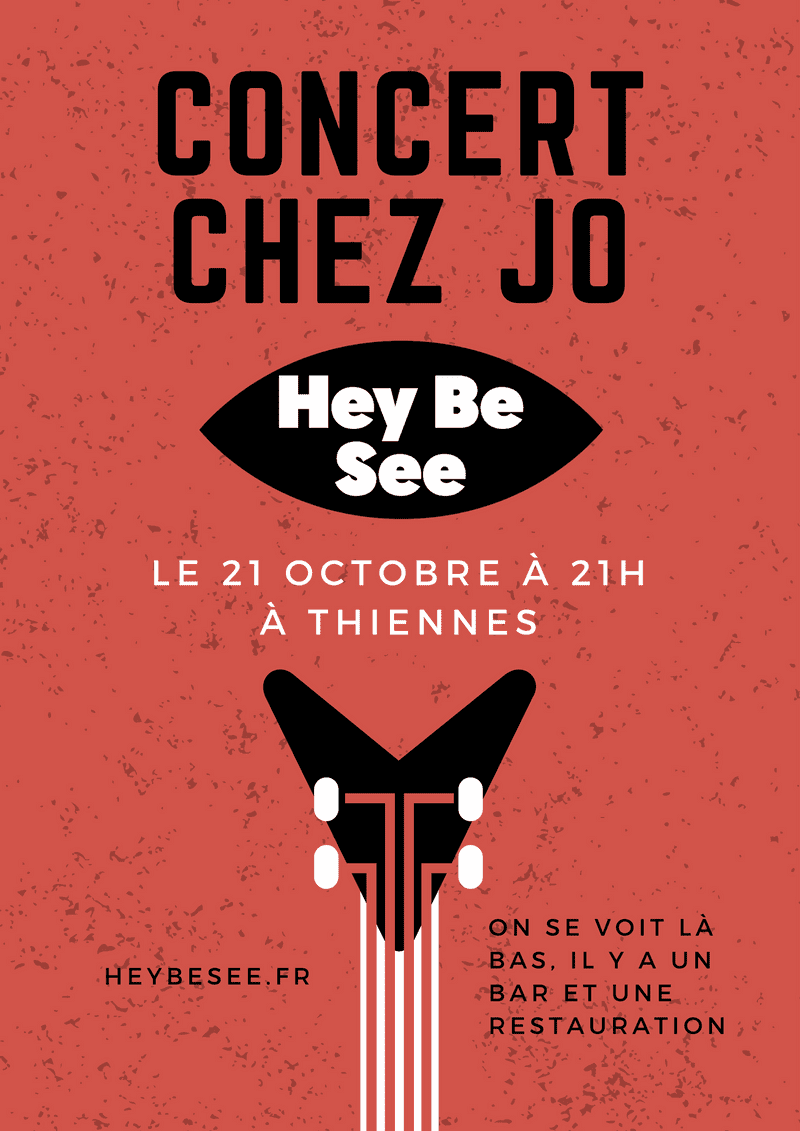 CONCERT
CHEZ JO
Hey Be
See
LE 21 OCTOBRE À 21H
À THIENNES
ON SE VOIT LÀ
BAS, IL Y A UN
BAR ET UNE
RESTAURATION
HEYBESEE.FR